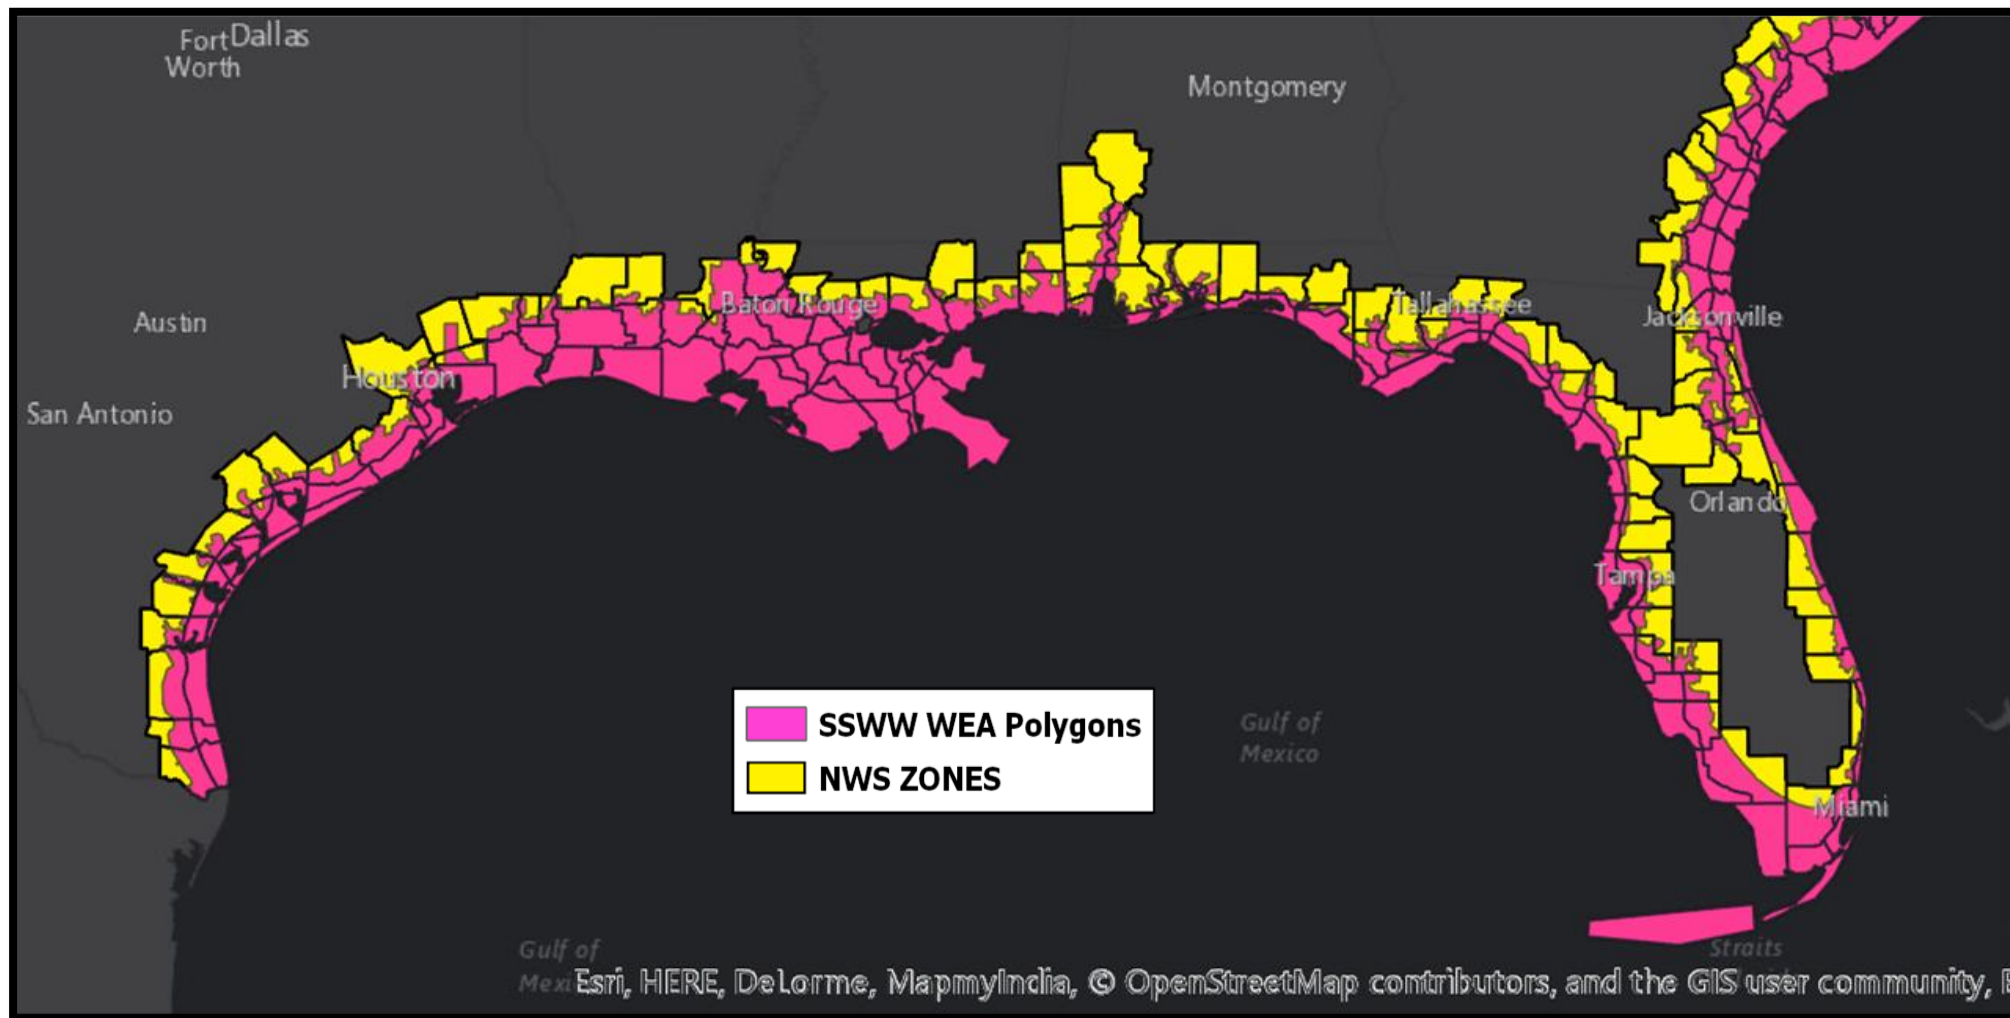 Fort Dallas
Worth
Montgomery
Baton Rouge
Tallahassee
Jacksonville
Austin
Houston
San Antonio
Orlando
Tampa
SSWW WEA Polygons
NWS ZONES
Gulf of
Mexico
Miami
Gulf of
Straits
Esri, HERE, DeLorme, MapmyIndia, © OpenStreetMap contributors, and the GIS user community,